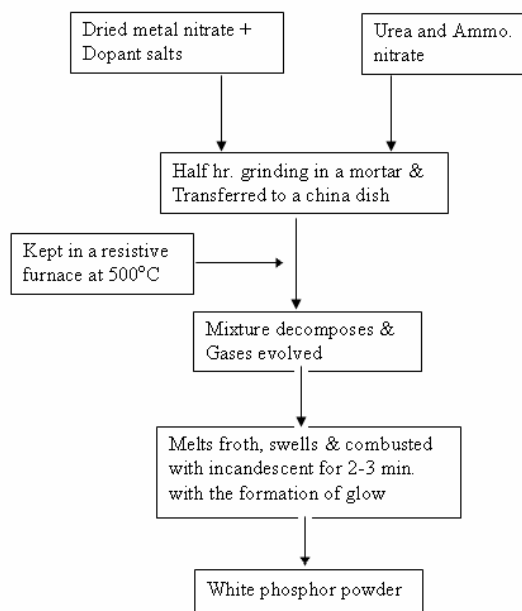 Dried metal nitrate +
Dopant salts
Urea and Ammo.
nitrate
Half hr. grinding in a mortar &
Transferred to a china dish
Kept in a resistive
furnace at 500°C
Mixture decomposes &
Gases evolved
Melts froth, swells & combusted
with incandescent for 2-3 min.
with the formation of glow
White phosphor powder